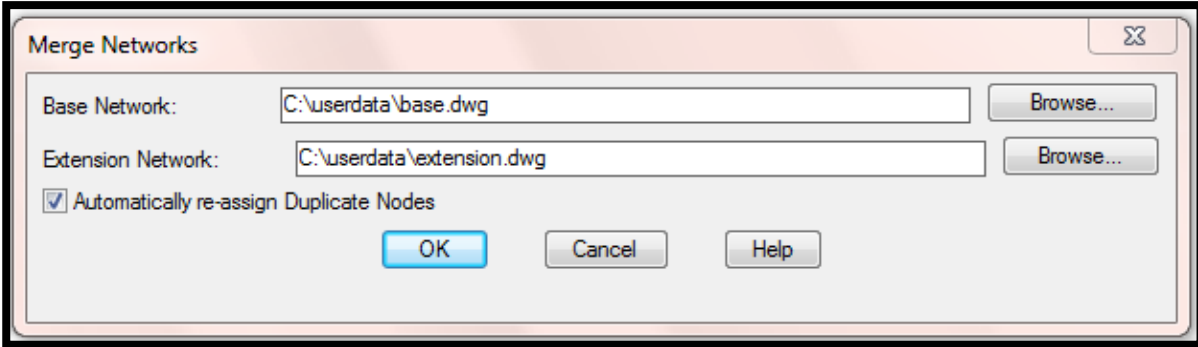 Merge Networks
Base Network: C:\userdata\base.dwg Browse...
Extension Network: C:\userdata\extension.dwg Browse...
Automatically re-assign Duplicate Nodes
OK Cancel Help